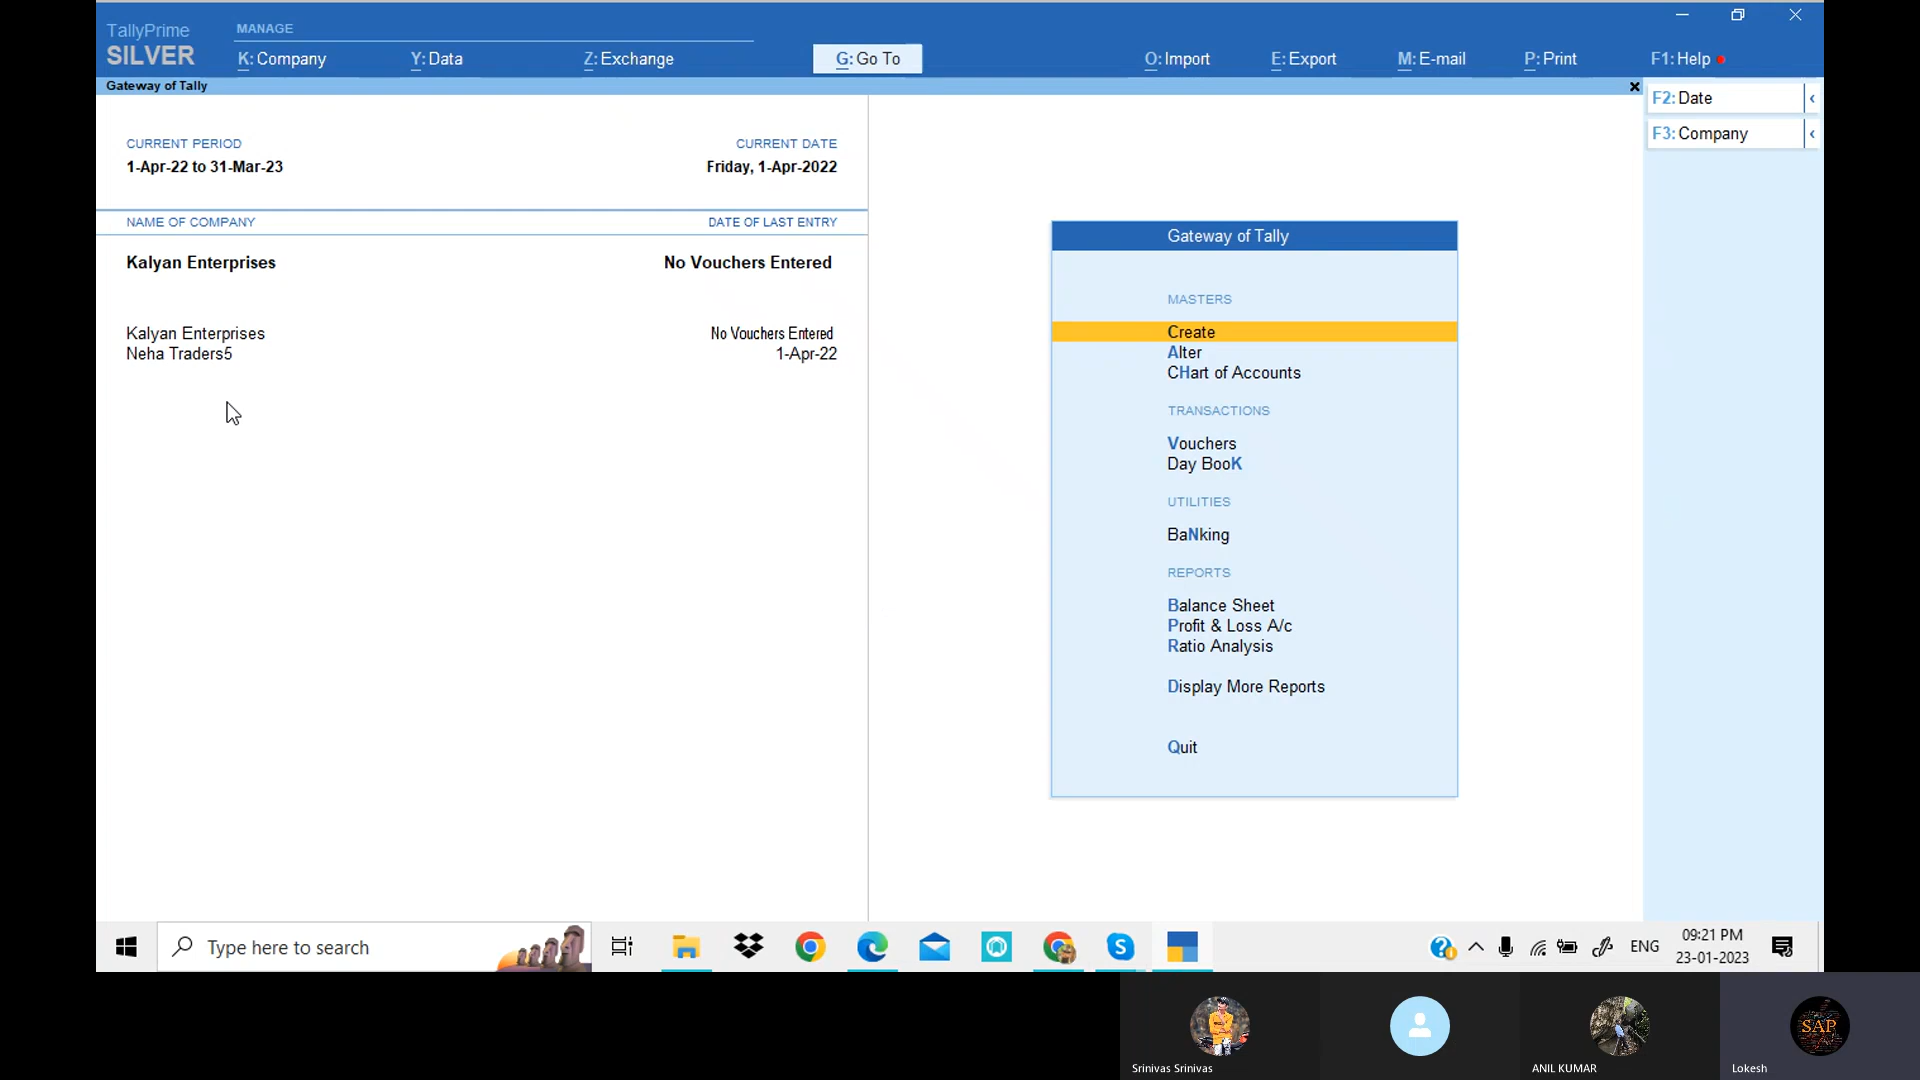 TallyPrime
SILVER
MANAGE
K: Company
Y: Data
Z: Exchange
G: Go To
O: Import
E: Export
M: E-mail
P: Print
F1: Help
Gateway of Tally
F2: Date
F3: Company
CURRENT PERIOD
CURRENT DATE
1-Apr-22 to 31-Mar-23
Friday, 1-Apr-2022
NAME OF COMPANY
DATE OF LAST ENTRY
Kalyan Enterprises
No Vouchers Entered
Kalyan Enterprises
No Vouchers Entered
Neha Traders5
1-Apr-22
Gateway of Tally
MASTERS
Create
Alter
CHart of Accounts
TRANSACTIONS
Vouchers
Day BooK
UTILITIES
BaNking
REPORTS
Balance Sheet
Profit & Loss A/c
Ratio Analysis
Display More Reports
Quit
Type here to search
ENG
09:21 PM
23-01-2023
Srinivas Srinivas
ANIL KUMAR
SAP
Lokesh